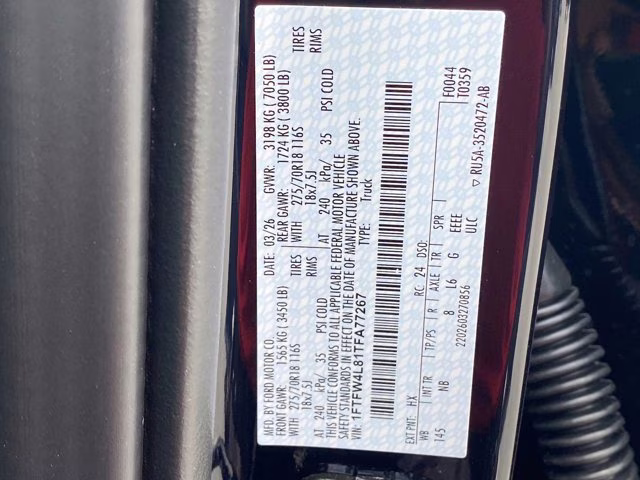 MFD. BY FORD MOTOR CO. DATE: 03/26 GVWR: 3198 KG ( 7050 LB)
FRONT GAWR: 1565 KG ( 3450 LB) REAR GAWR: 1724 KG ( 3800 LB)
WITH 275/70R18 116S TIRES WITH 275/70R18 116S TIRES
18x7.5J RIMS 18x7.5J RIMS
AT 240 kPa/ 35 PSI COLD AT 240 kPa/ 35 PSI COLD
THIS VEHICLE CONFORMS TO ALL APPLICABLE FEDERAL MOTOR VEHICLE
SAFETY STANDARDS IN EFFECT ON THE DATE OF MANUFACTURE SHOWN ABOVE.
VIN: 1FTFW4L81TFA77267 TYPE: Truck
F0044
T0359
EXT PNT: HX RC: 24 DSO:
WB INT TR TP/PS R AXLE TR SPR
145 NB 8 L6 G EEEE
ULC
2202603270856
RU5A-3520472-AB